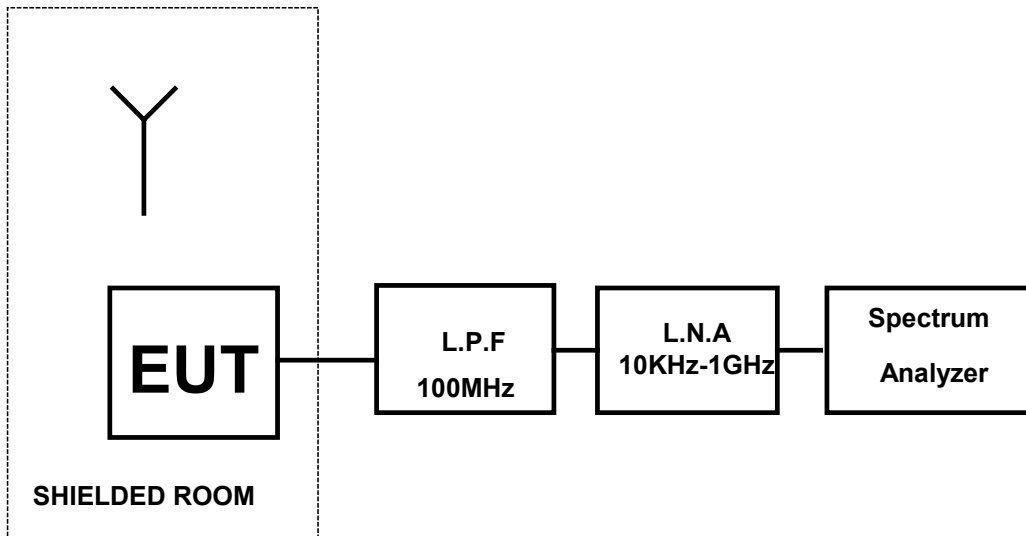 EUT
L.P.F
100MHz
L.N.A
10KHz-1GHz
Spectrum
Analyzer
SHIELDED ROOM